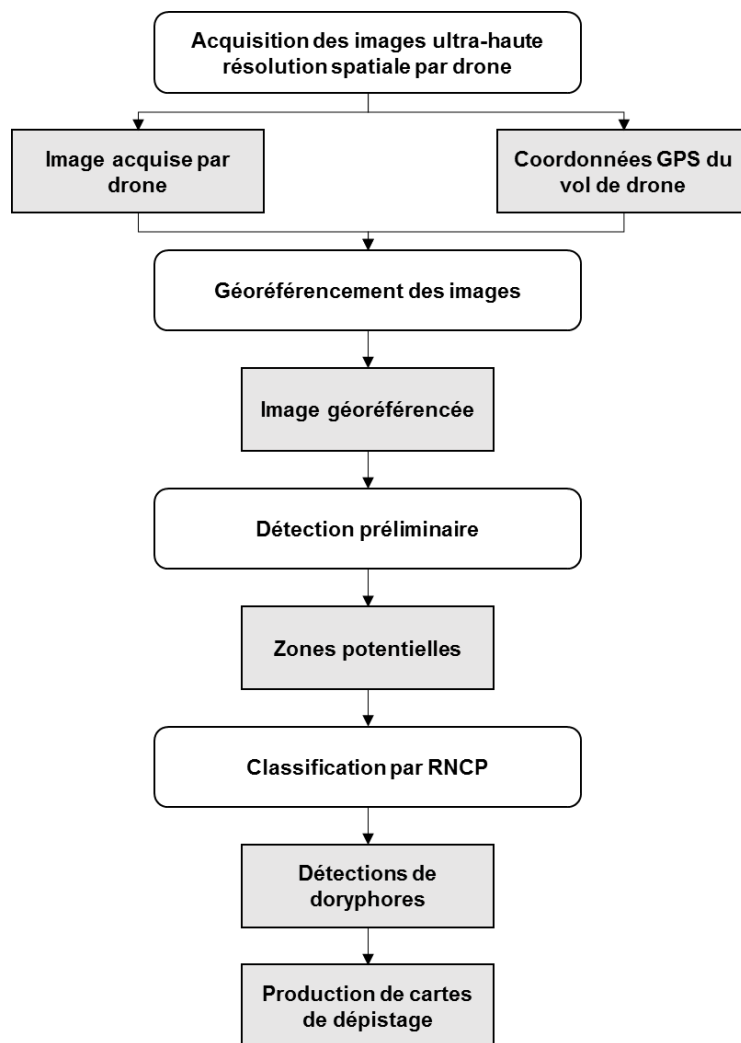 Acquisition des images ultra-haute
résolution spatiale par drone
Image acquise par
drone
Coordonnées GPS du
vol de drone
Géoréférencement des images
Image géoréférencée
Détection préliminaire
Zones potentielles
Classification par RNCP
Détections de
doryphores
Production de cartes
de dépistage